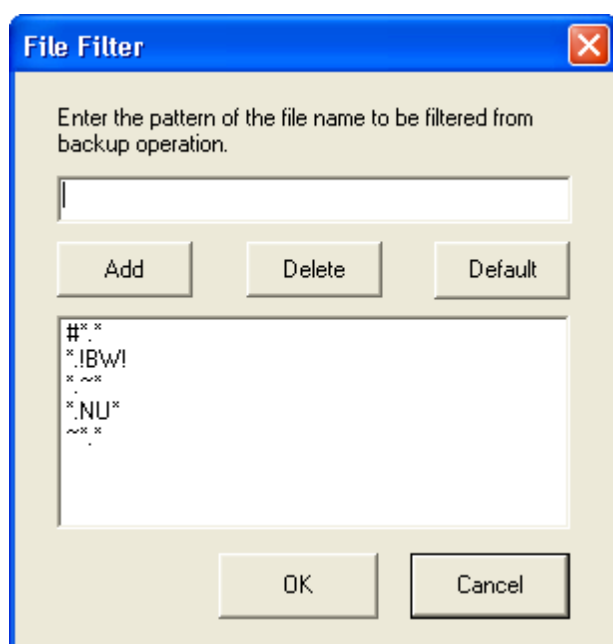 File Filter
Enter the pattern of the file name to be filtered from
backup operation.
Add Delete Default
#*.*
*.!BW!
*.~*
*.NU*
~*.*
OK Cancel